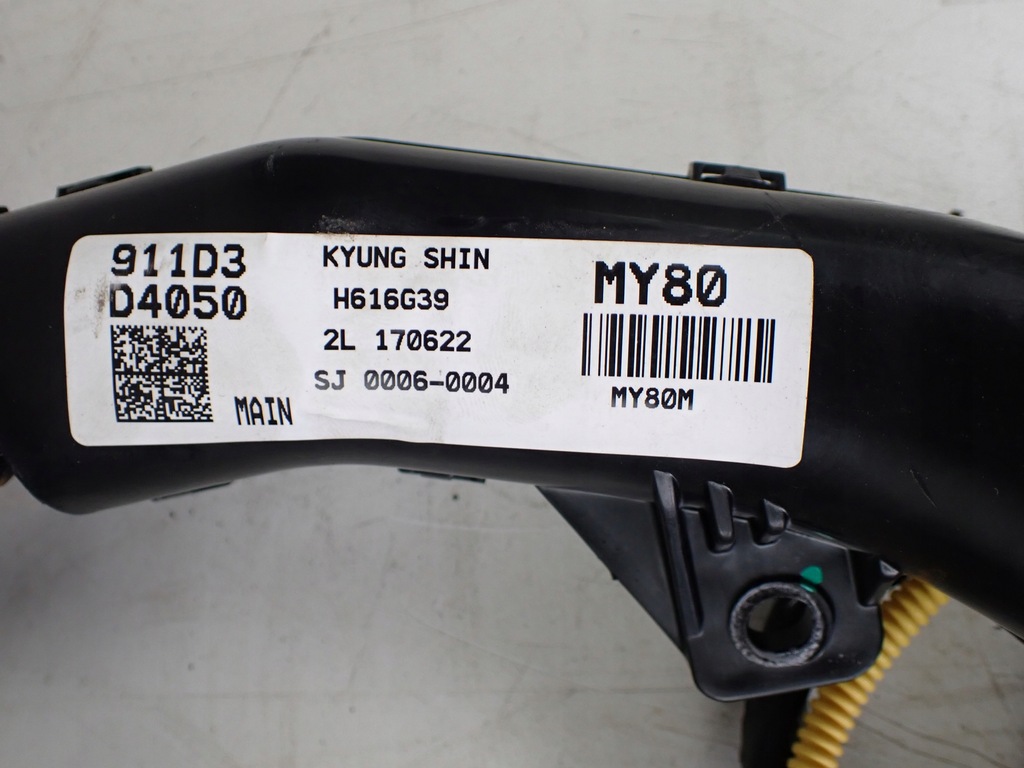 911D3
D4050
MAIN
KYUNG SHIN
H616G39
2L 170622
SJ 0006-0004
MY80
MY80M